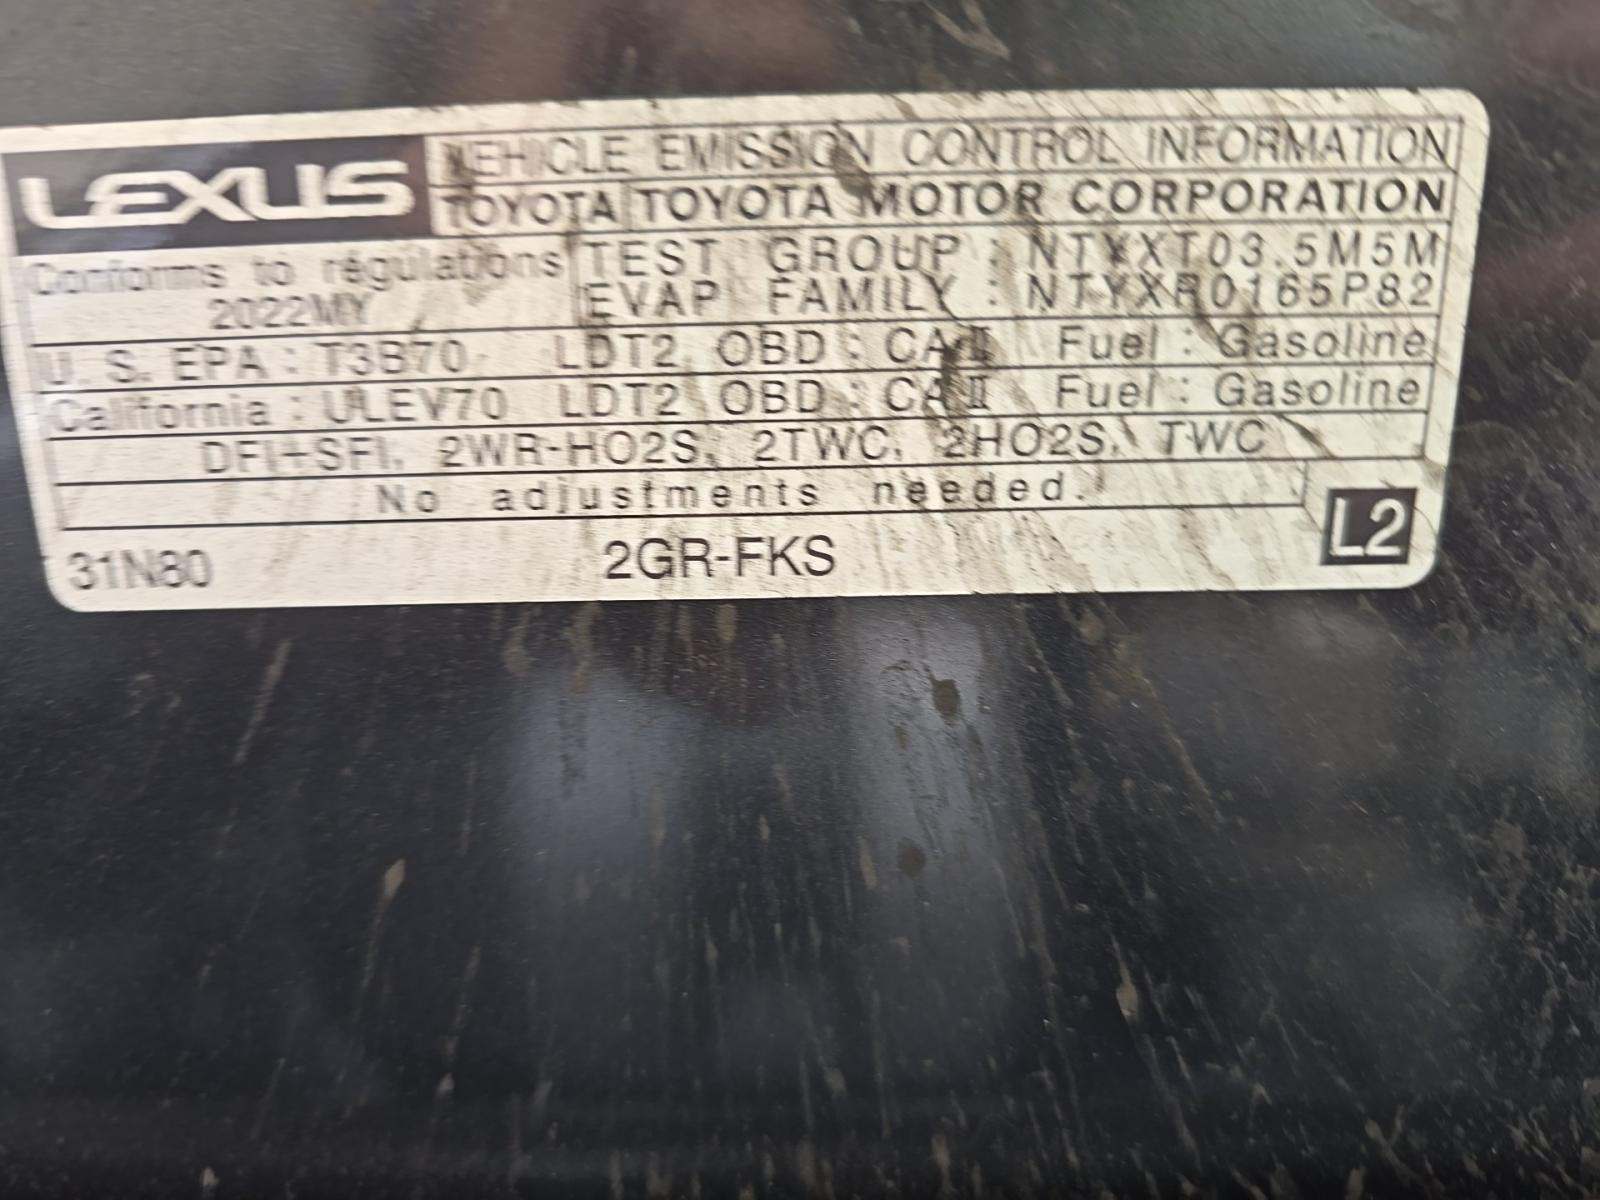 LEXUS
VEHICLE EMISSION CONTROL INFORMATION
TOYOTA TOYOTA MOTOR CORPORATION
Conforms to regulations
2022MY
TEST GROUP : NTYXT03.5M5M
EVAP FAMILY : NTYXR0165P82
U. S. EPA : T3B70 LDT2 OBD : CA II Fuel : Gasoline
California : ULEV70 LDT2 OBD : CA II Fuel : Gasoline
DFI+SFI, 2WR-HO2S, 2TWC, 2HO2S, TWC
No adjustments needed.
31N80
2GR-FKS
L2